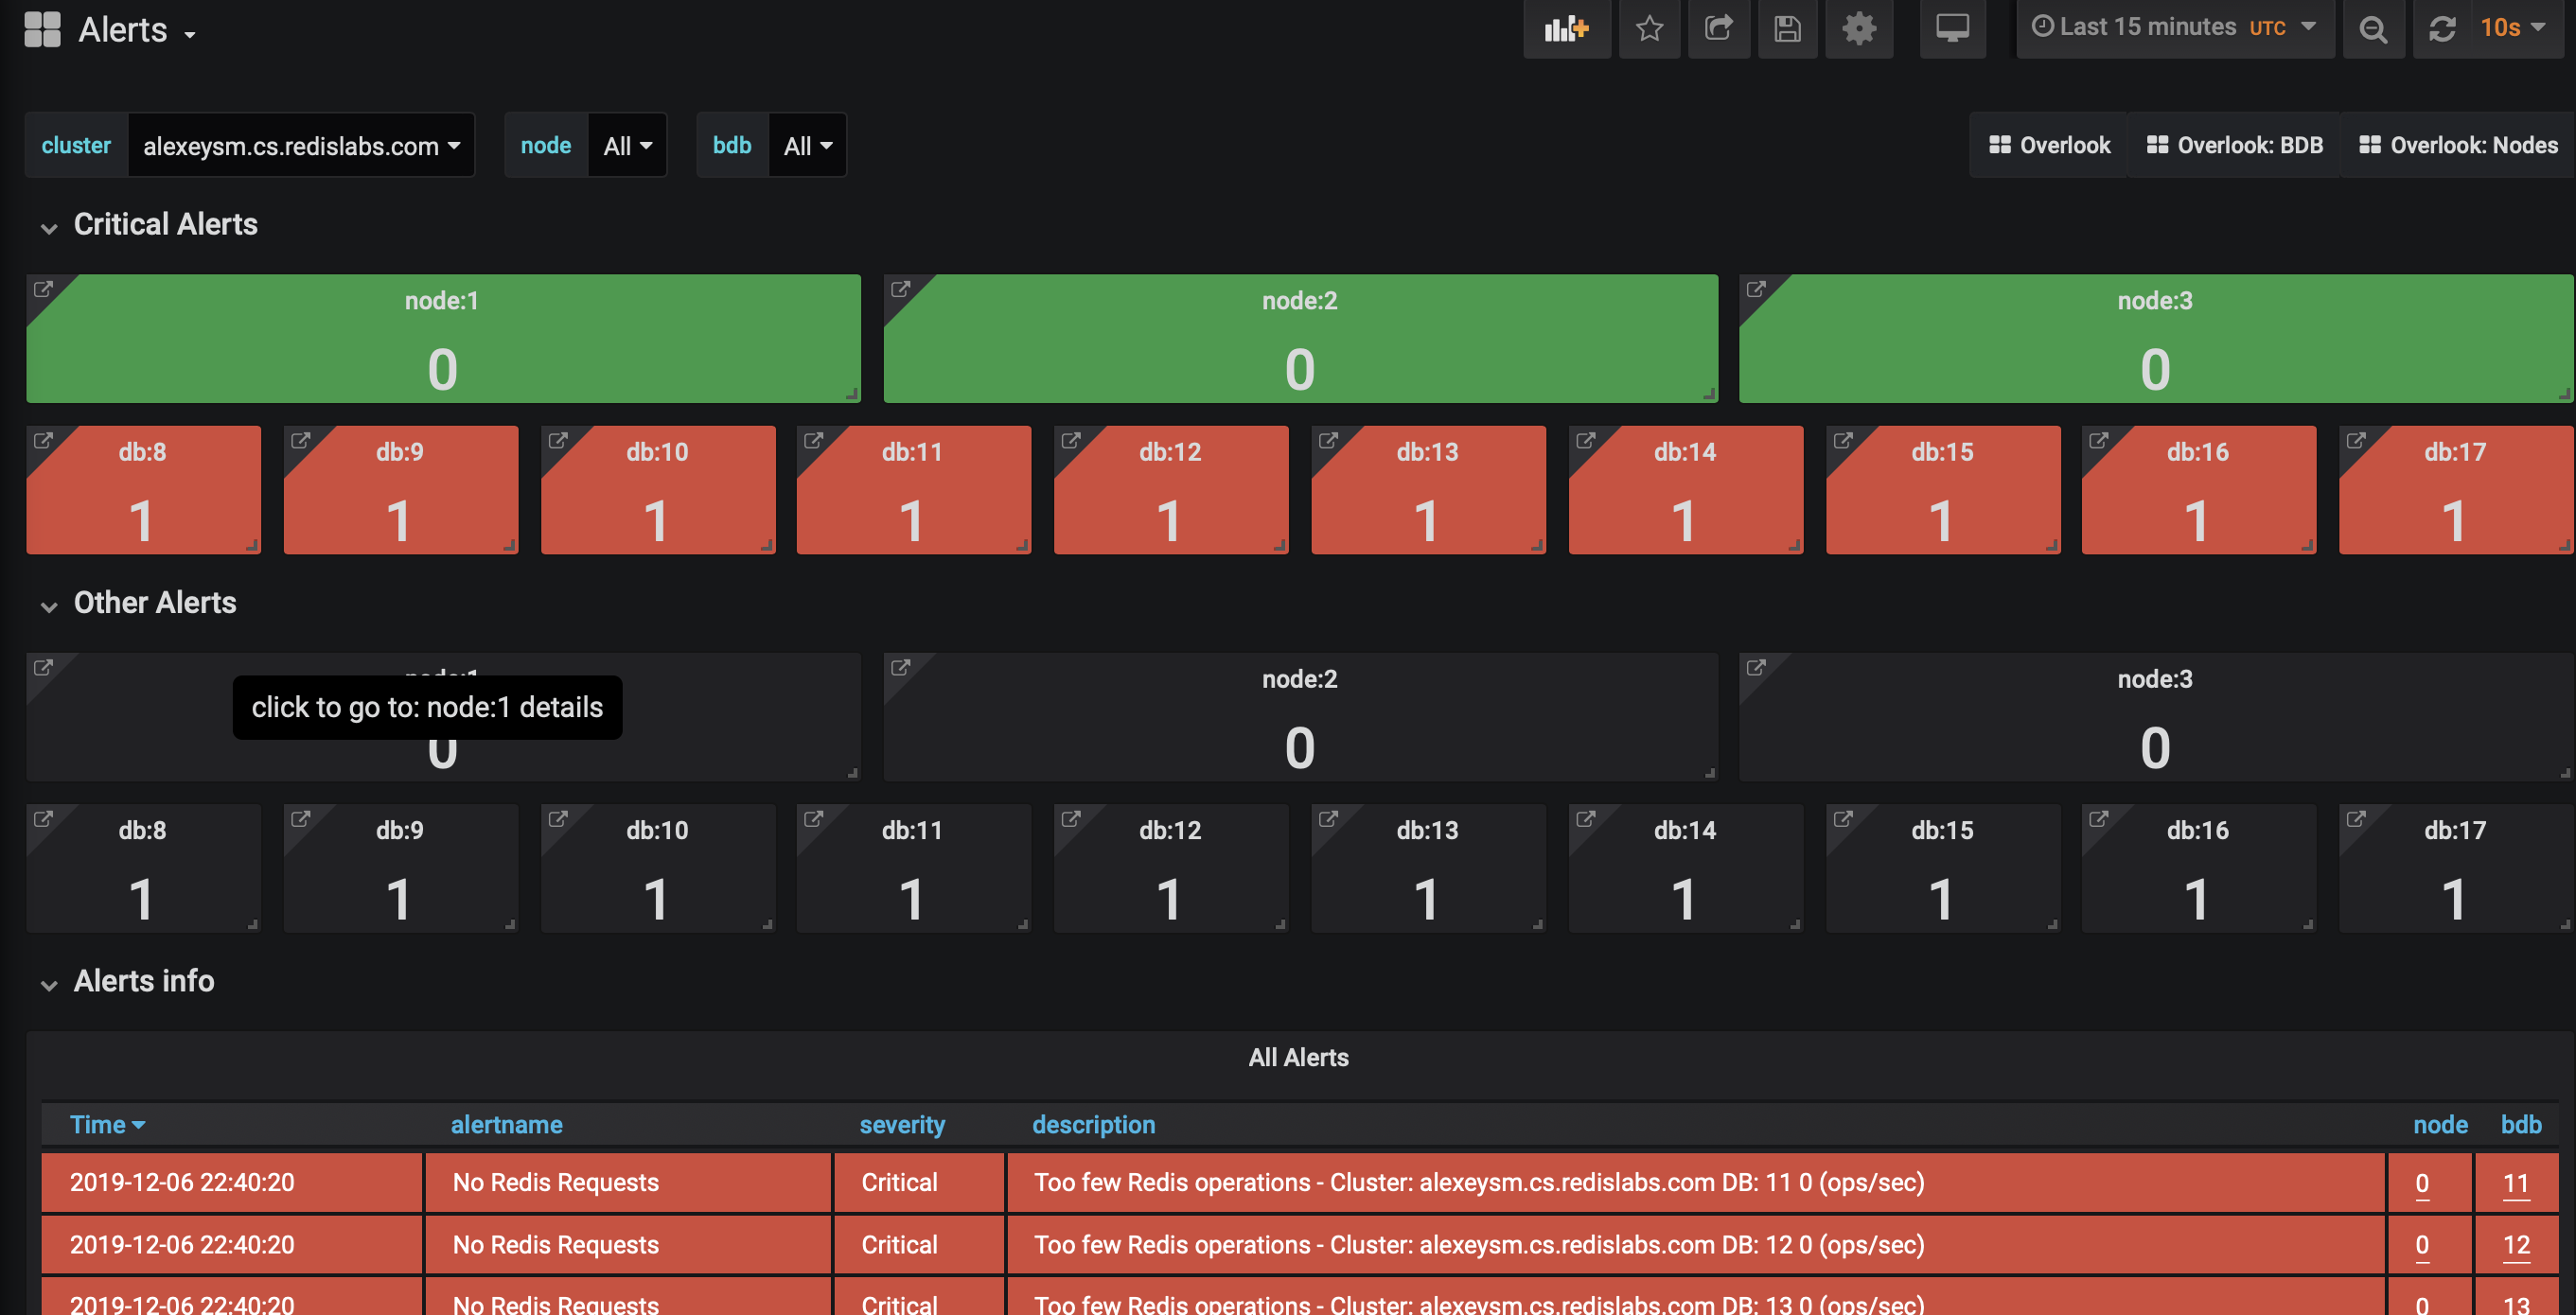 Alerts
Last 15 minutes UTC
10s
cluster alexeysm.cs.redislabs.com node All bdb All
Overlook Overlook: BDB Overlook: Nodes
Critical Alerts
node:1 node:2 node:3
0 0 0
db:8 db:9 db:10 db:11 db:12 db:13 db:14 db:15 db:16 db:17
1 1 1 1 1 1 1 1 1 1
Other Alerts
node:2 node:3
click to go to: node:1 details
0 0 0
db:8 db:9 db:10 db:11 db:12 db:13 db:14 db:15 db:16 db:17
1 1 1 1 1 1 1 1 1 1
Alerts info
All Alerts
Time alertname severity description node bdb
2019-12-06 22:40:20 No Redis Requests Critical Too few Redis operations - Cluster: alexeysm.cs.redislabs.com DB: 11 0 (ops/sec) 0 11
2019-12-06 22:40:20 No Redis Requests Critical Too few Redis operations - Cluster: alexeysm.cs.redislabs.com DB: 12 0 (ops/sec) 0 12
2019-12-06 22:40:20 No Redis Requests Critical Too few Redis operations - Cluster: alexeysm.cs.redislabs.com DB: 13 0 (ops/sec) 0 13